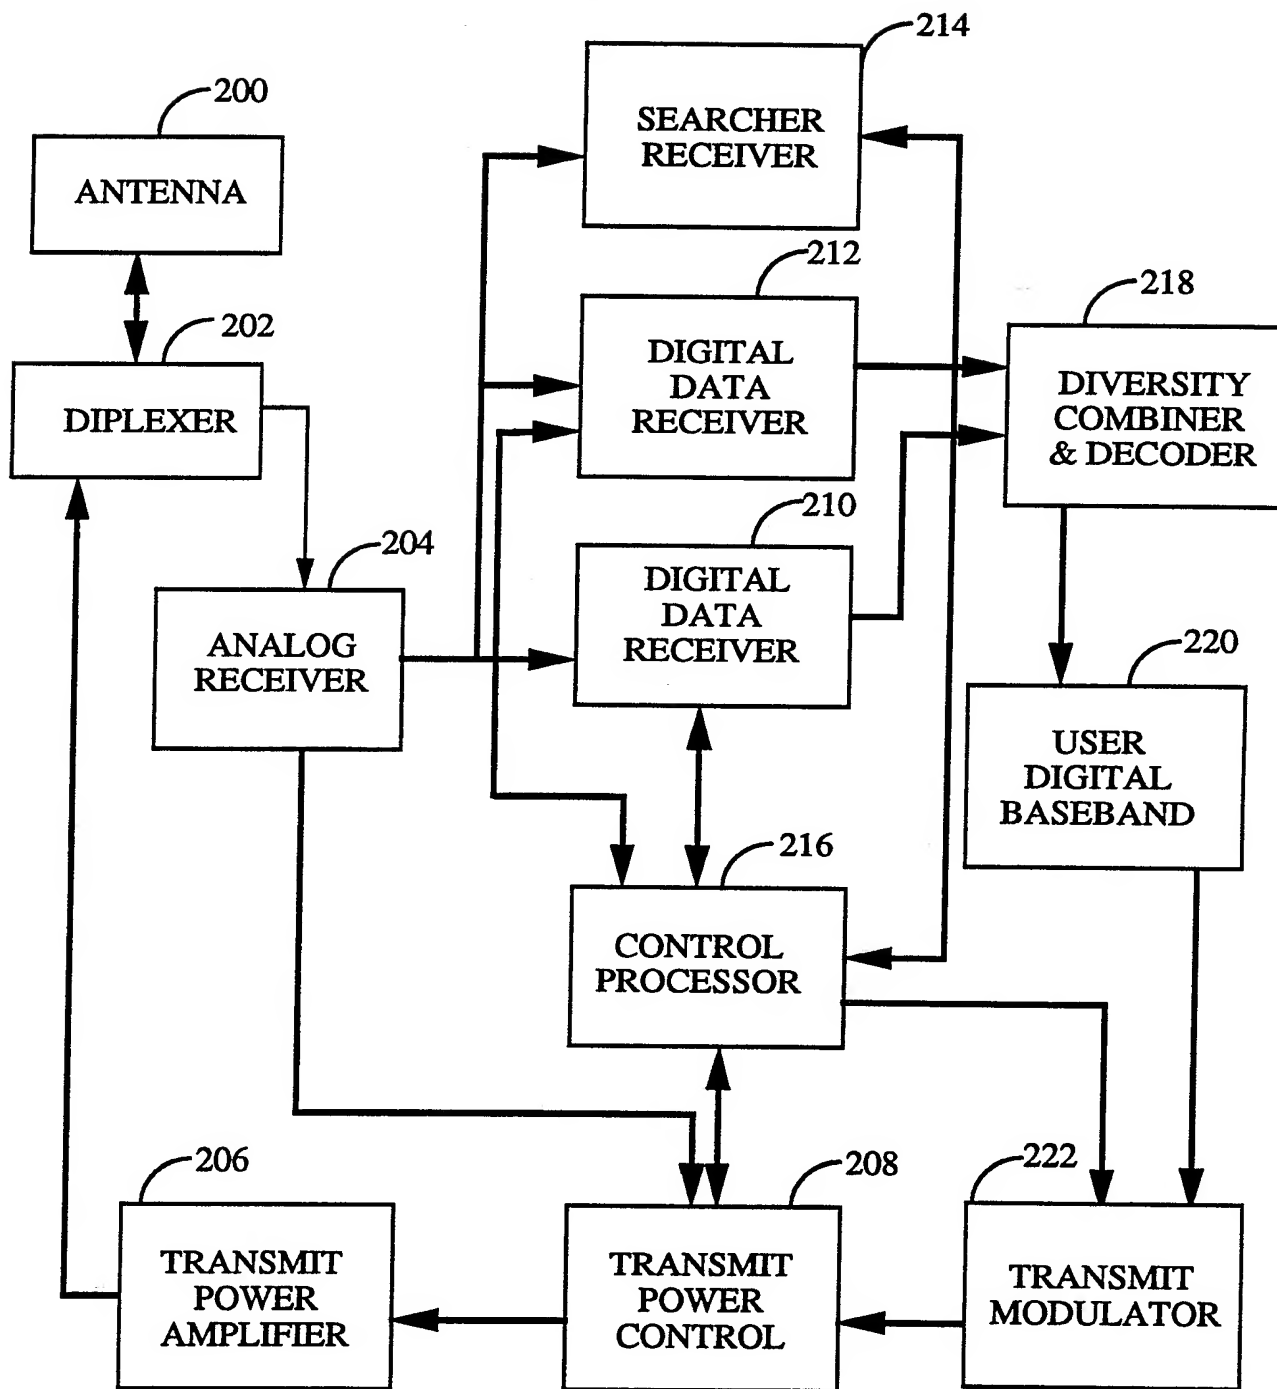 214
SEARCHER
RECEIVER
200
ANTENNA
212
DIGITAL
DATA
RECEIVER
218
DIVERSITY
COMBINER
& DECODER
202
DIPLEXER
210
DIGITAL
DATA
RECEIVER
204
ANALOG
RECEIVER
220
USER
DIGITAL
BASEBAND
216
CONTROL
PROCESSOR
206
TRANSMIT
POWER
AMPLIFIER
208
TRANSMIT
POWER
CONTROL
222
TRANSMIT
MODULATOR